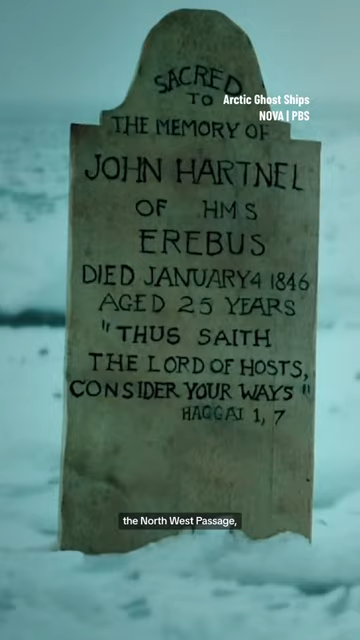 SACRED
TO
THE MEMORY OF
JOHN HARTNEL
OF HMS
EREBUS
DIED JANUARY 4 1846
AGED 25 YEARS
"THUS SAITH
THE LORD OF HOSTS,
CONSIDER YOUR WAYS"
HAGGAI 1, 7
Arctic Ghost Ships
NOVA | PBS
the North West Passage,